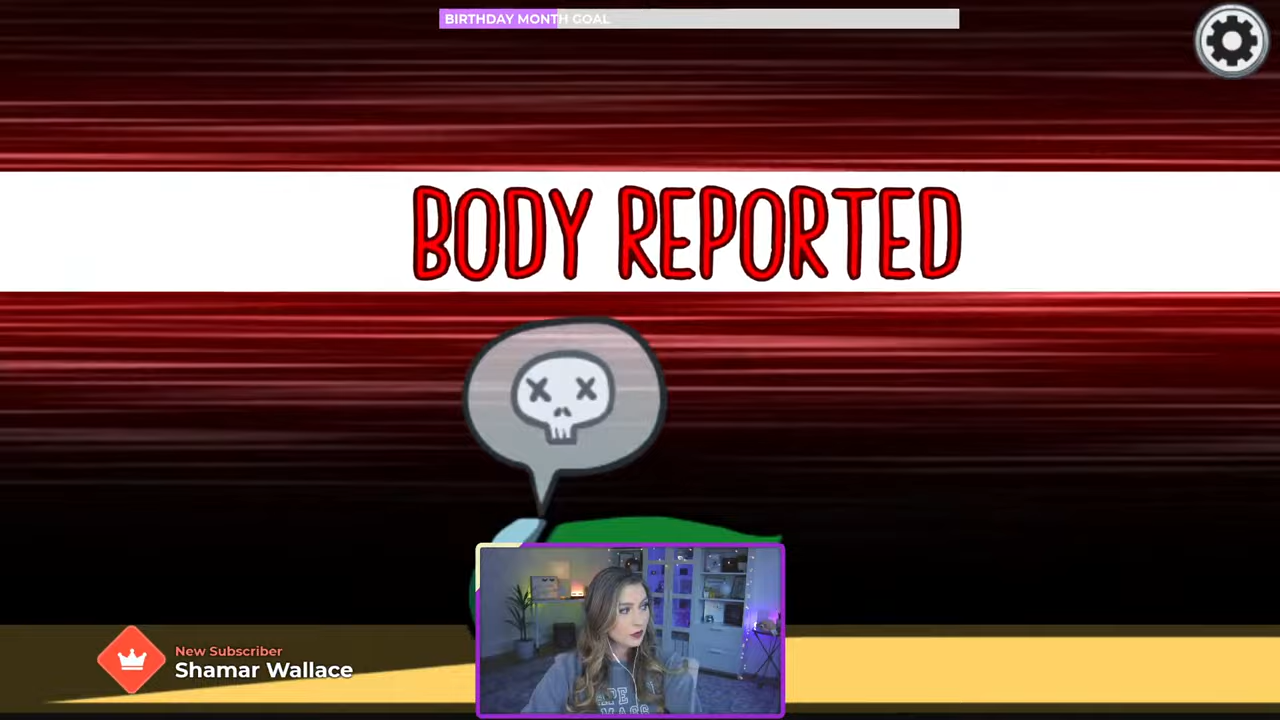 BIRTHDAY MONTH GOAL
BODY REPORTED
New Subscriber
Shamar Wallace